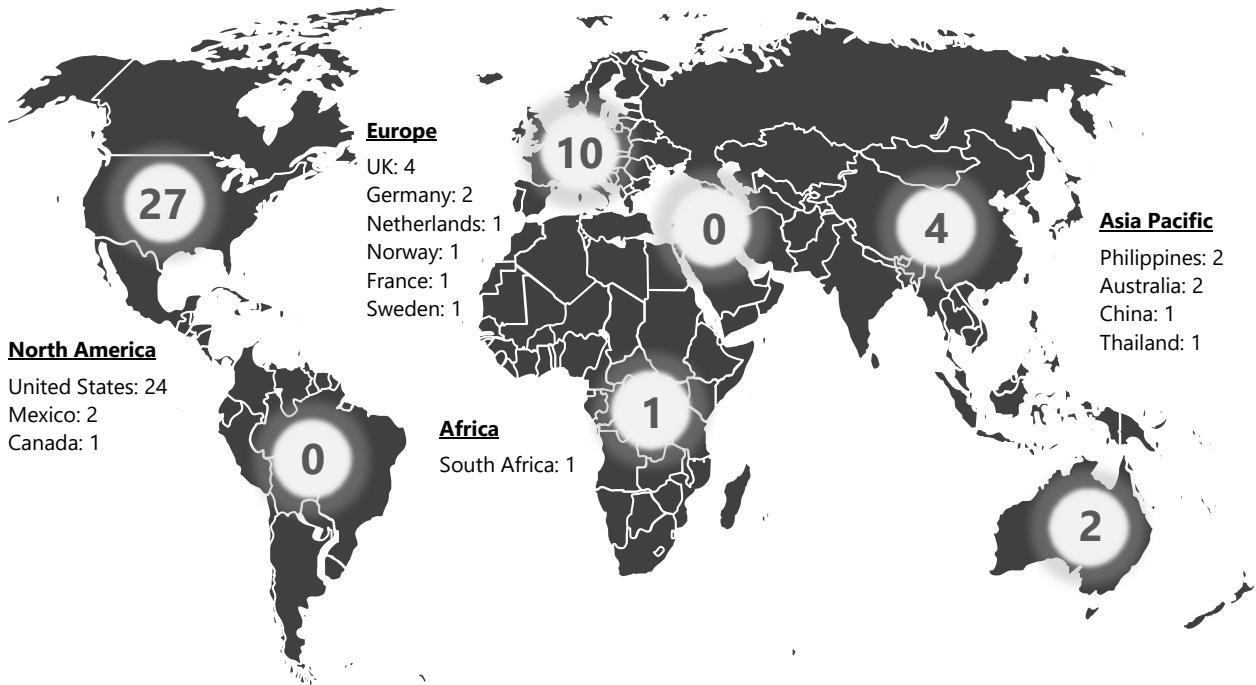 27
North America
United States: 24
Mexico: 2
Canada: 1
0
Europe
UK: 4
Germany: 2
Netherlands: 1
Norway: 1
France: 1
Sweden: 1
10
0
Africa
South Africa: 1
1
4
Asia Pacific
Philippines: 2
Australia: 2
China: 1
Thailand: 1
2